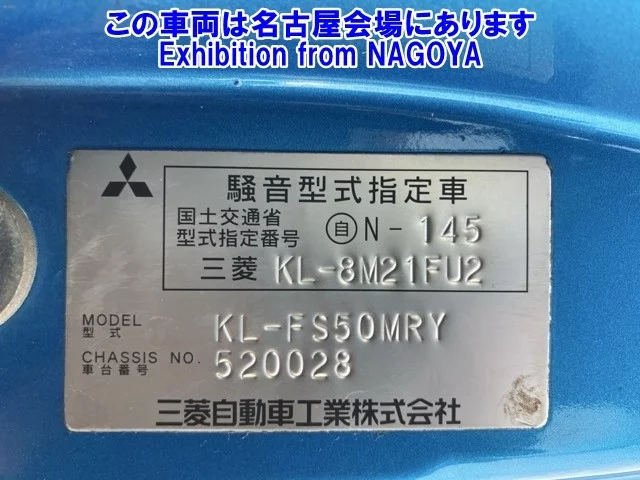 この車両は名古屋会場にあります
Exhibition from NAGOYA
騒音型式指定車
国土交通省
型式指定番号 自 N - 145
三菱 KL-8M21FU2
MODEL
型式 KL-FS50MRY
CHASSIS NO.
車台番号 520028
三菱自動車工業株式会社